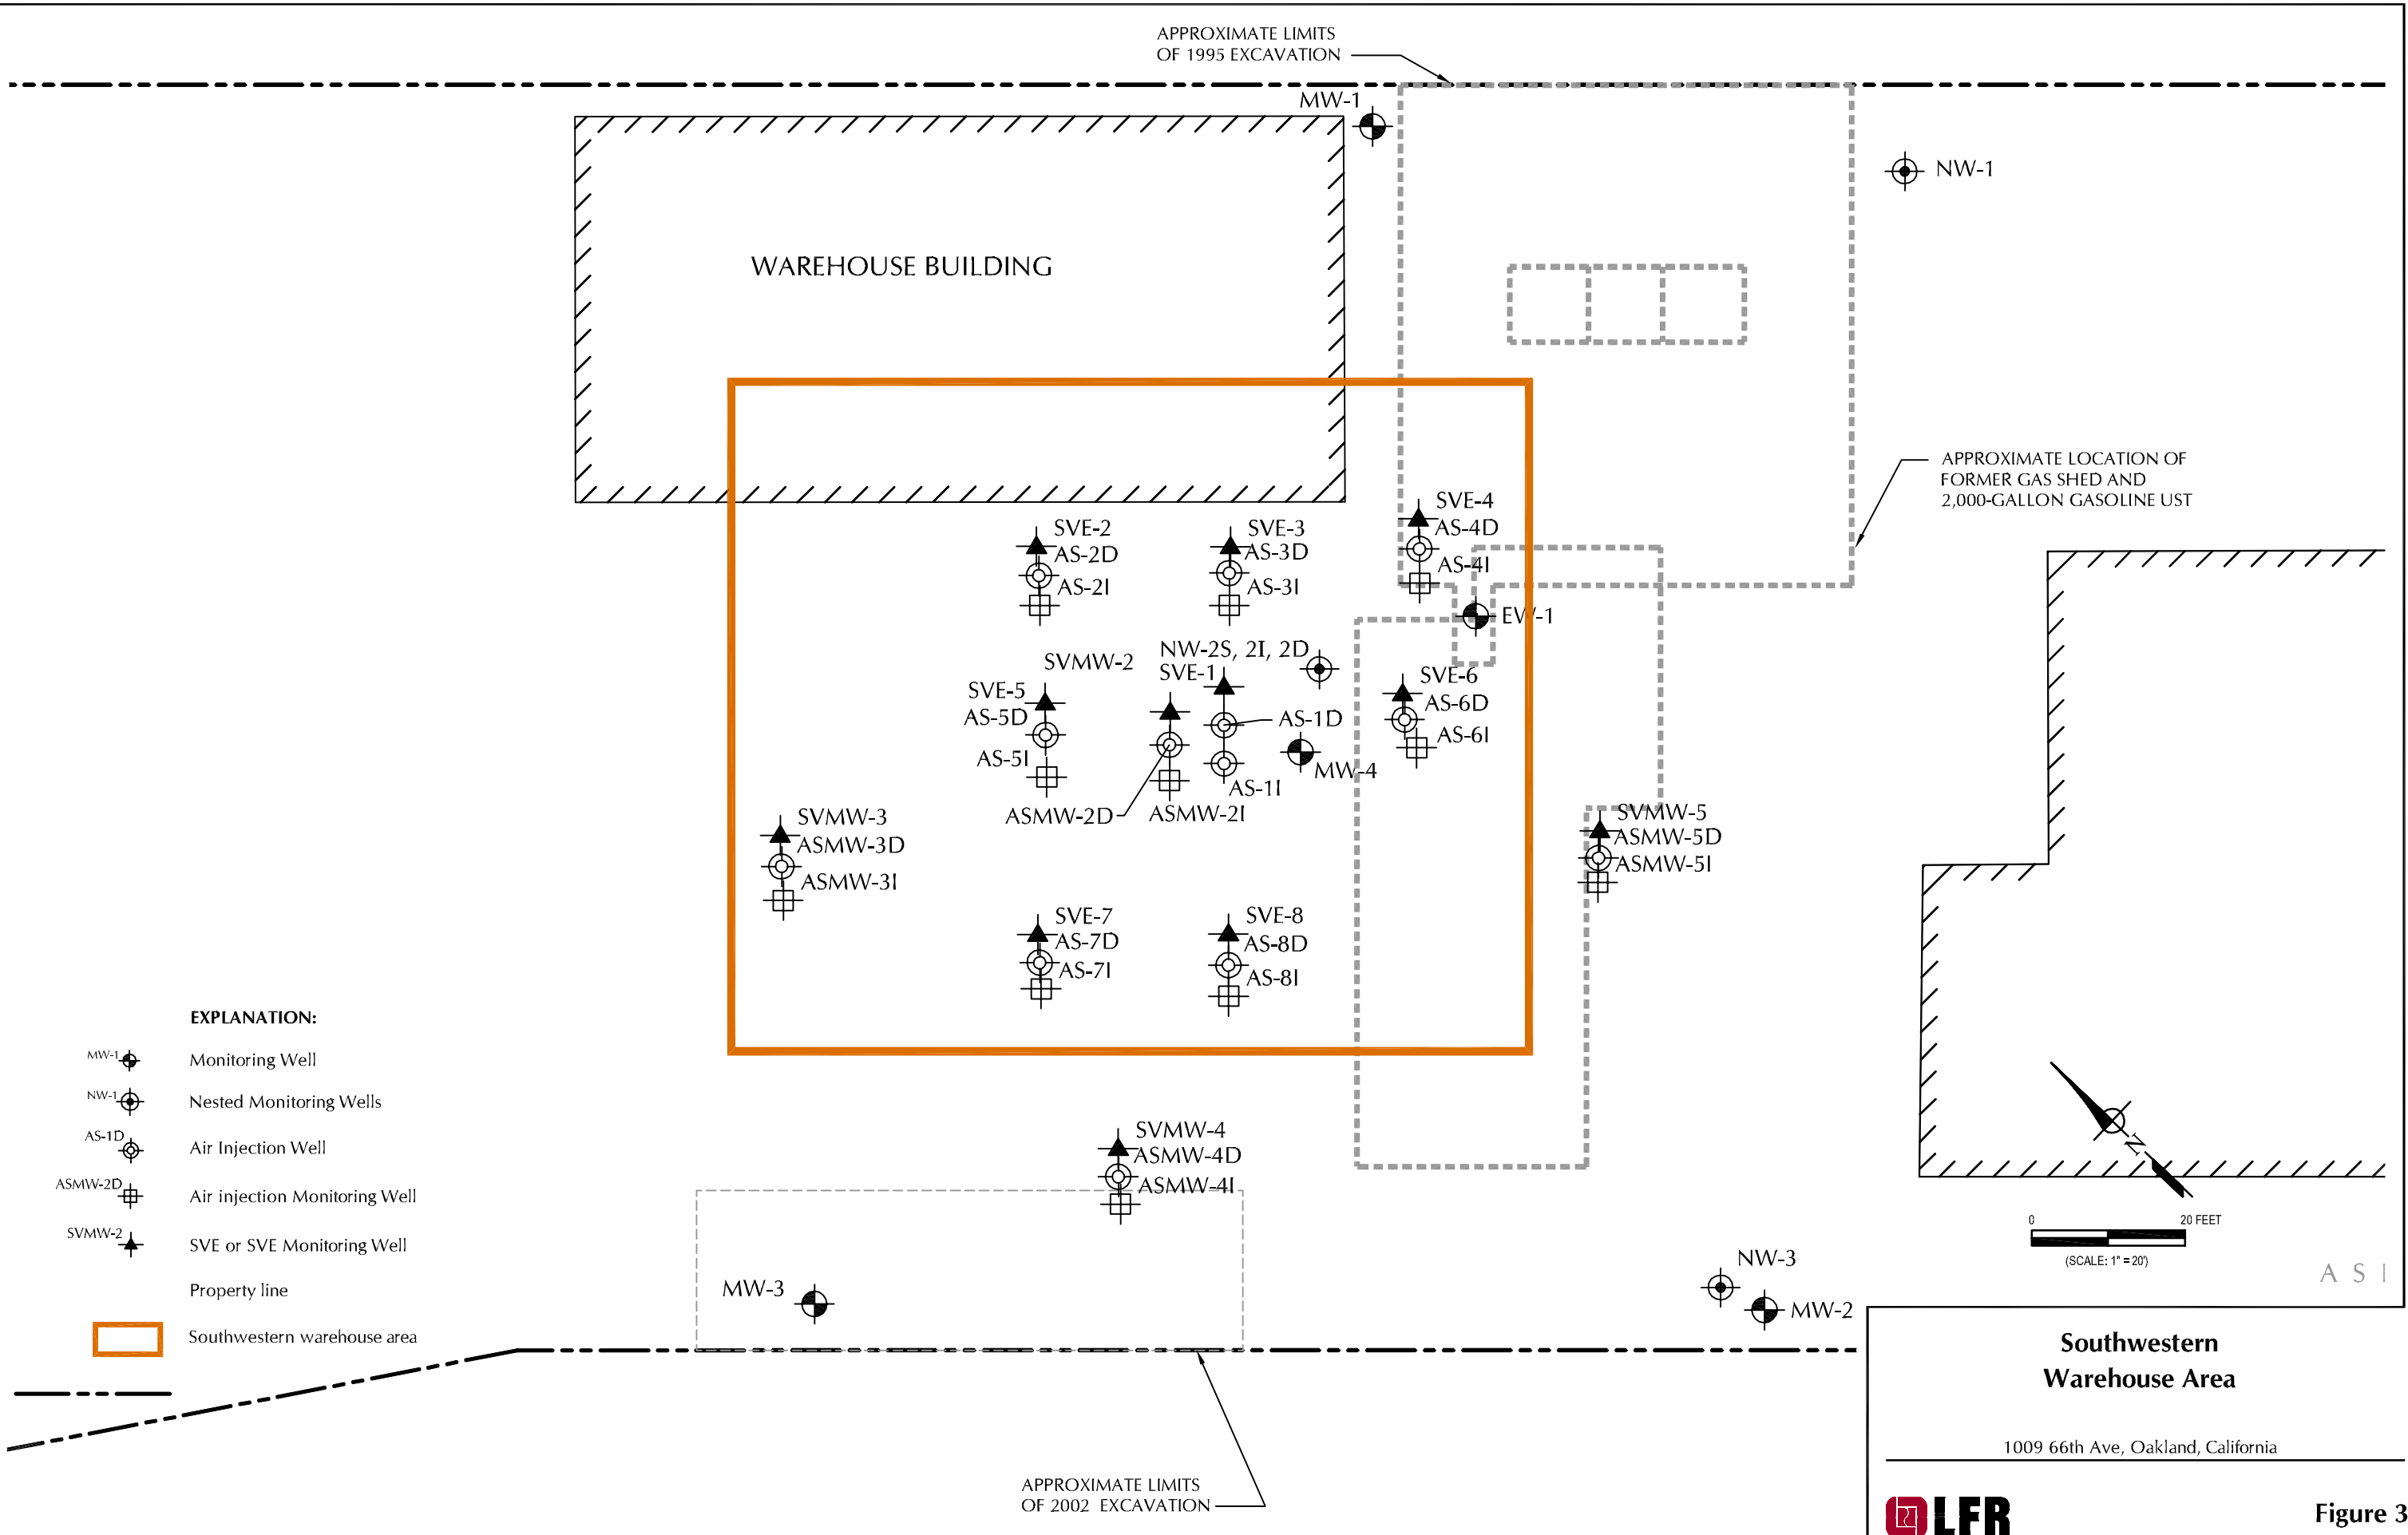 APPROXIMATE LIMITS
OF 1995 EXCAVATION
MW-1
NW-1
WAREHOUSE BUILDING
APPROXIMATE LOCATION OF
FORMER GAS SHED AND
2,000-GALLON GASOLINE UST
SVE-2
AS-2D
AS-2I
SVE-3
AS-3D
AS-3I
SVE-4
AS-4D
AS-4I
EW-1
SVMW-2
NW-2S, 2I, 2D
SVE-1
SVE-5
AS-5D
AS-5I
AS-1D
MW-4
AS-1I
ASMW-2D
ASMW-2I
SVE-6
AS-6D
AS-6I
SVMW-3
ASMW-3D
ASMW-3I
SVMW-5
ASMW-5D
ASMW-5I
SVE-7
AS-7D
AS-7I
SVE-8
AS-8D
AS-8I
SVMW-4
ASMW-4D
ASMW-4I
MW-3
NW-3
MW-2
APPROXIMATE LIMITS
OF 2002 EXCAVATION
EXPLANATION:
MW-1 Monitoring Well
NW-1 Nested Monitoring Wells
AS-1D Air Injection Well
ASMW-2D Air injection Monitoring Well
SVMW-2 SVE or SVE Monitoring Well
Property line
Southwestern warehouse area
N
0 20 FEET
(SCALE: 1" = 20')
A S I
Southwestern
Warehouse Area
1009 66th Ave, Oakland, California
LFR
Figure 3